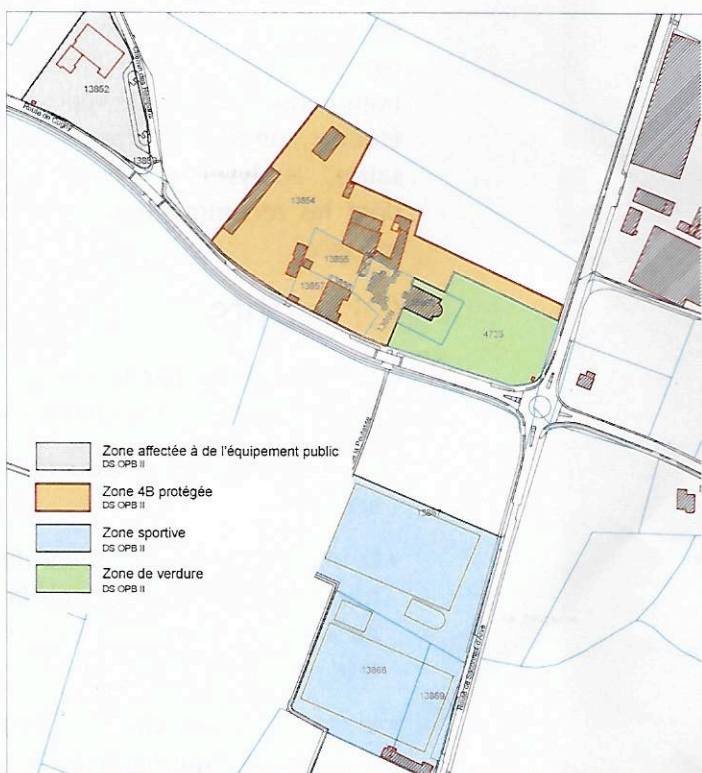 13852
13853
13854
13855
13857
4723
Zone affectée à de l'équipement public
DS OPB II
Zone 4B protégée
DS OPB II
Zone sportive
DS OPB II
Zone de verdure
DS OPB II
13867
13868
13869